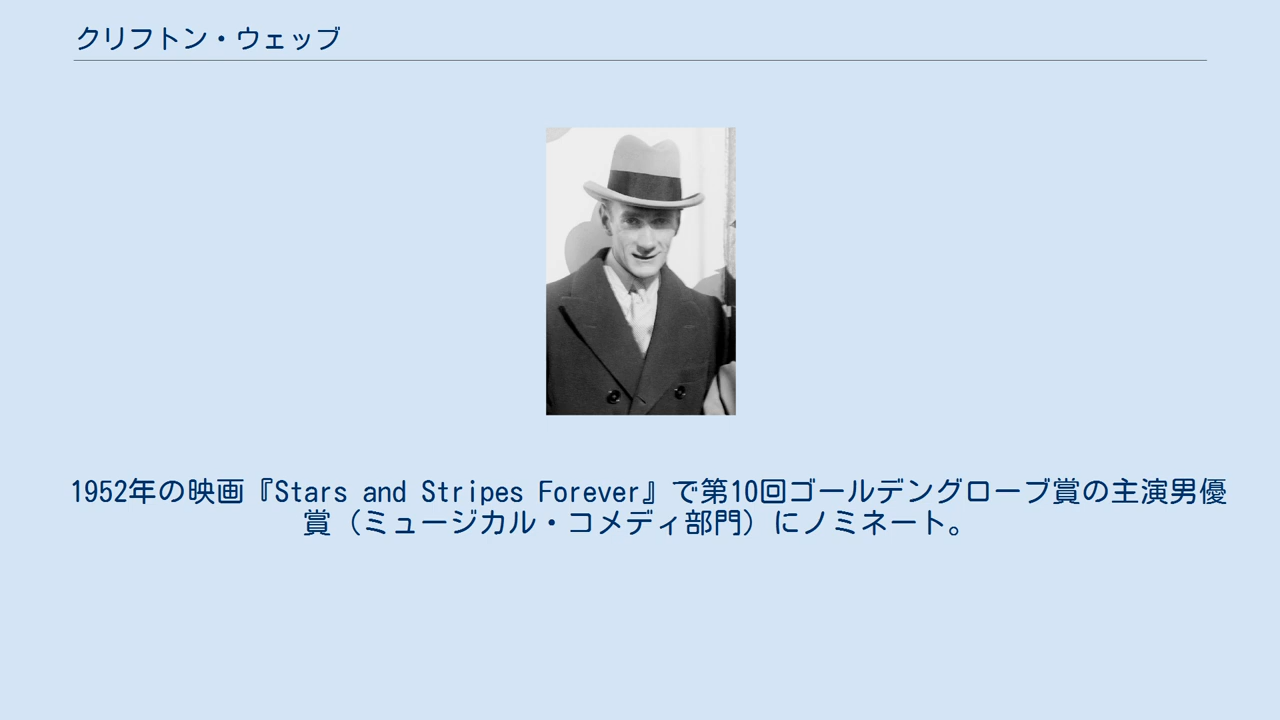 クリフトン・ウェッブ
1952年の映画『Stars and Stripes Forever』で第10回ゴールデングローブ賞の主演男優
賞（ミュージカル・コメディ部門）にノミネート。